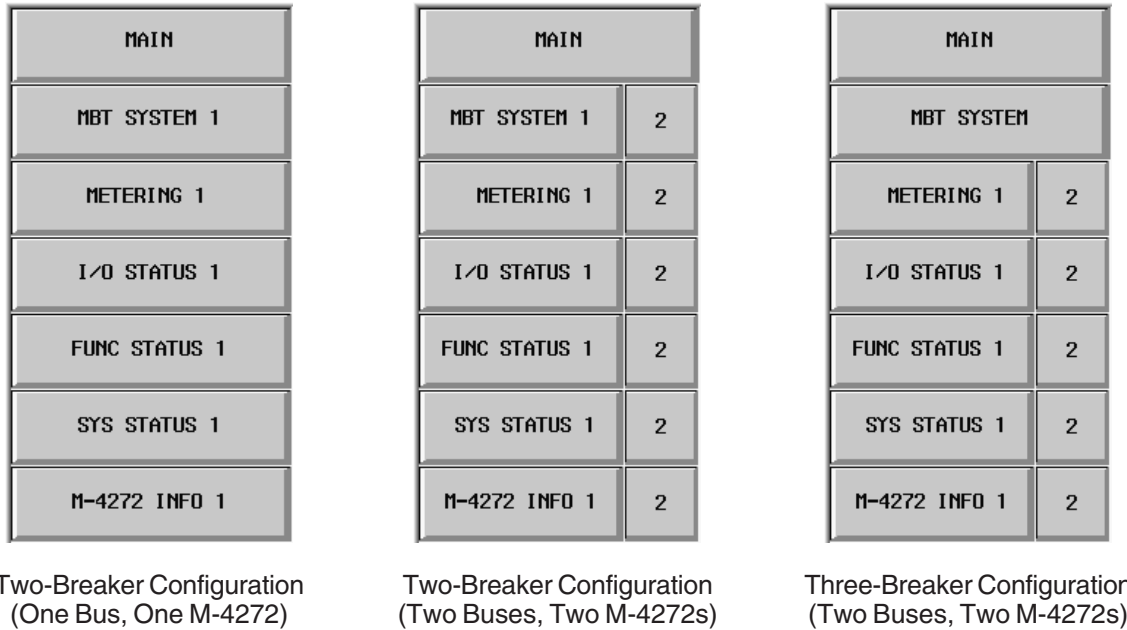 MAIN
MBT SYSTEM 1
METERING 1
I/O STATUS 1
FUNC STATUS 1
SYS STATUS 1
M-4272 INFO 1
Two-Breaker Configuration
(One Bus, One M-4272)
MAIN
MBT SYSTEM 1 2
METERING 1 2
I/O STATUS 1 2
FUNC STATUS 1 2
SYS STATUS 1 2
M-4272 INFO 1 2
Two-Breaker Configuration
(Two Buses, Two M-4272s)
MAIN
MBT SYSTEM
METERING 1 2
I/O STATUS 1 2
FUNC STATUS 1 2
SYS STATUS 1 2
M-4272 INFO 1 2
Three-Breaker Configuration
(Two Buses, Two M-4272s)